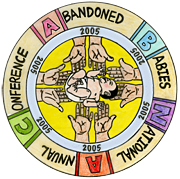 ABANDONED
BABIES
NATIONAL
ANNUAL
CONFERENCE
2005
2005
2005
2005